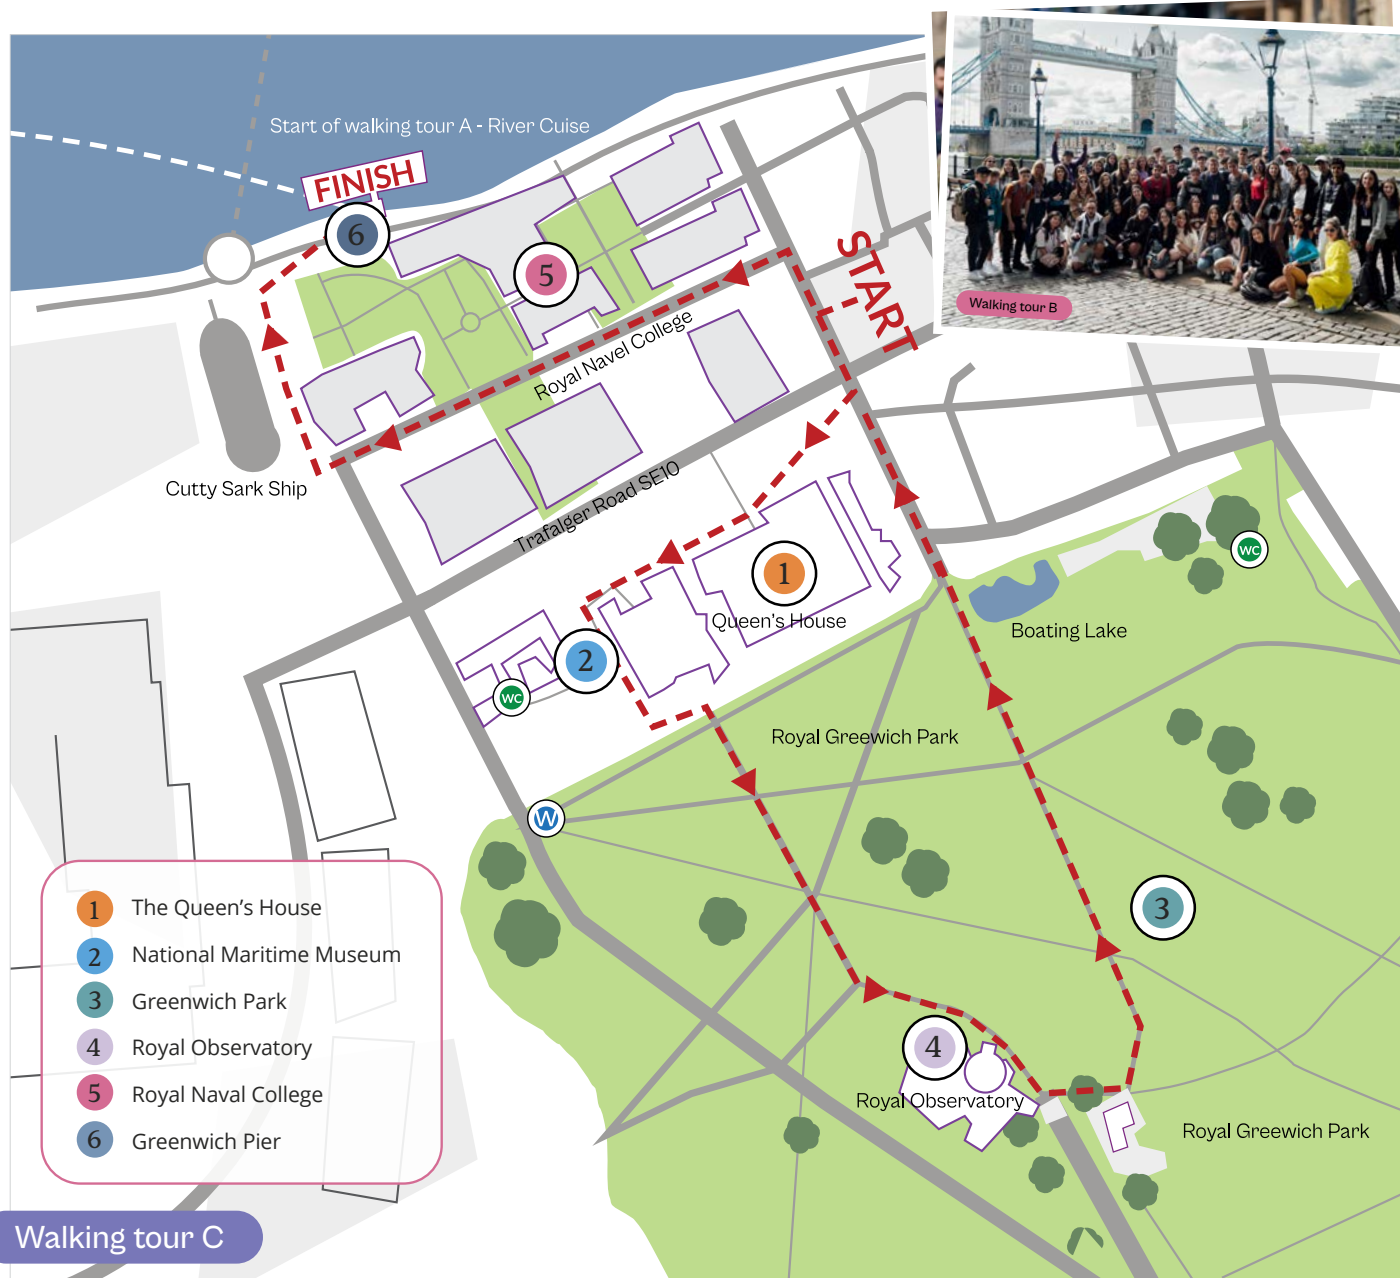 Start of walking tour A - River Cuise
FINISH
6
5
START
Walking tour B
Royal Navel College
Cutty Sark Ship
Trafalger Road SE10
1
Queen's House
2
WC
WC
Boating Lake
Royal Greewich Park
W
3
4
Royal Observatory
Royal Greewich Park
1 The Queen's House
2 National Maritime Museum
3 Greenwich Park
4 Royal Observatory
5 Royal Naval College
6 Greenwich Pier
Walking tour C